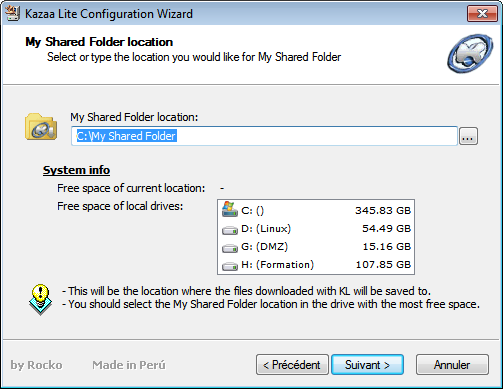 Kazaa Lite Configuration Wizard
My Shared Folder location
Select or type the location you would like for My Shared Folder
My Shared Folder location:
C:\My Shared Folder
...
System info
Free space of current location: -
Free space of local drives:
C: () 345.83 GB
D: (Linux) 54.49 GB
G: (DMZ) 15.16 GB
H: (Formation) 107.85 GB
- This will be the location where the files downloaded with KL will be saved to.
- You should select the My Shared Folder location in the drive with the most free space.
by Rocko Made in Perú < Précédent Suivant > Annuler